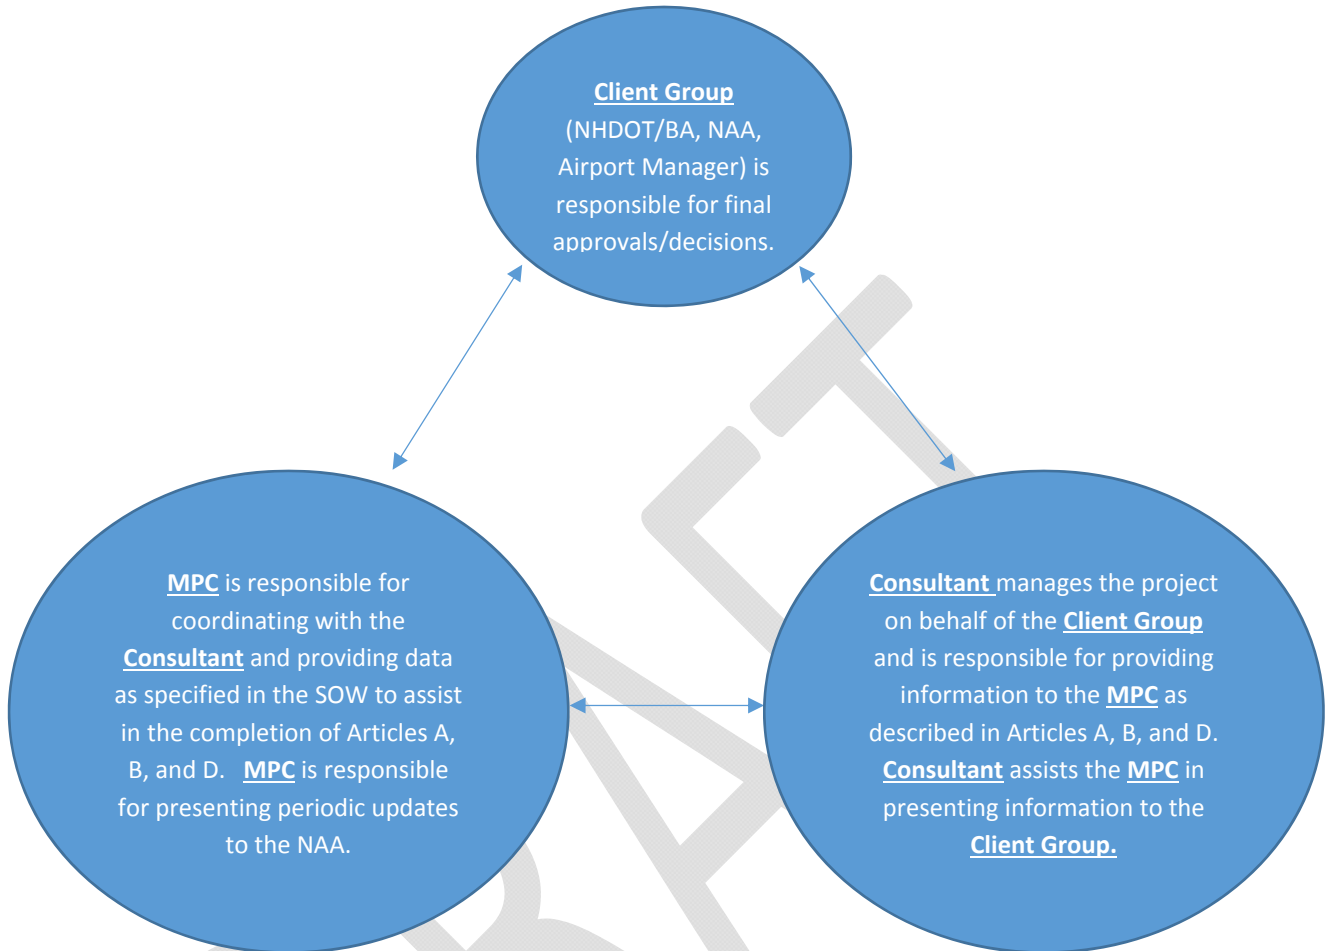 Client Group
(NHDOT/BA, NAA,
Airport Manager) is
responsible for final
approvals/decisions.
MPC is responsible for
coordinating with the
Consultant and providing data
as specified in the SOW to assist
in the completion of Articles A,
B, and D. MPC is responsible
for presenting periodic updates
to the NAA.
Consultant manages the project
on behalf of the Client Group
and is responsible for providing
information to the MPC as
described in Articles A, B, and D.
Consultant assists the MPC in
presenting information to the
Client Group.
DRAFT